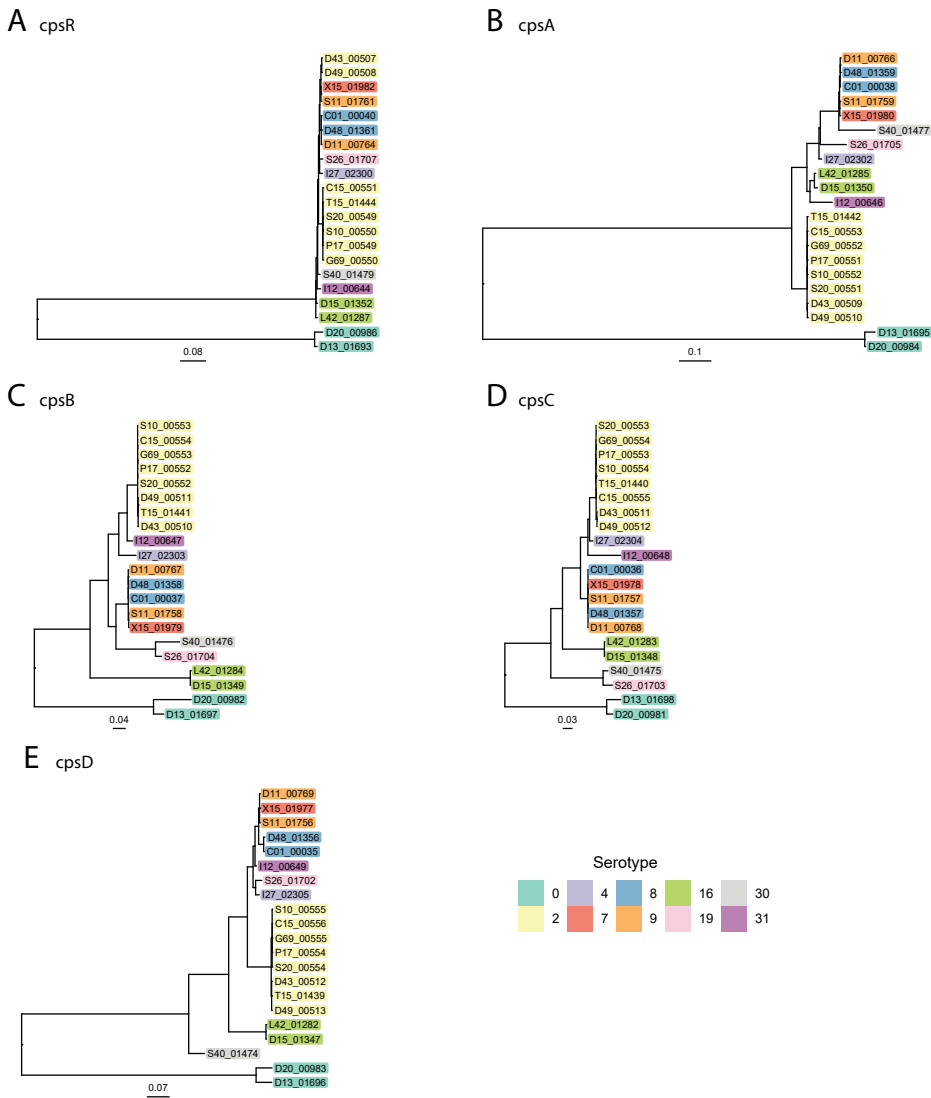 A cpsR
D43_00507
D49_00508
X15_01982
S11_01761
C01_00040
D48_01361
D11_00764
S26_01707
I27_02300
C15_00551
T15_01444
S20_00549
S10_00550
P17_00549
G69_00550
S40_01479
I12_00644
D15_01352
L42_01287
D20_00986
D13_01693
0.08
B cpsA
D11_00766
D48_01359
C01_00038
S11_01759
X15_01980
S40_01477
S26_01705
I27_02302
L42_01285
D15_01350
I12_00646
T15_01442
C15_00553
G69_00552
P17_00551
S10_00552
S20_00551
D43_00509
D49_00510
D13_01695
D20_00984
0.1
C cpsB
S10_00553
C15_00554
G69_00553
P17_00552
S20_00552
D49_00511
T15_01441
D43_00510
I12_00647
I27_02303
D11_00767
D48_01358
C01_00037
S11_01758
X15_01979
S40_01476
S26_01704
L42_01284
D15_01349
D20_00982
D13_01697
0.04
D cpsC
S20_00553
G69_00554
P17_00553
S10_00554
T15_01440
C15_00555
D43_00511
D49_00512
I27_02304
I12_00648
C01_00036
X15_01978
S11_01757
D48_01357
D11_00768
L42_01283
D15_01348
S40_01475
S26_01703
D13_01698
D20_00981
0.03
E cpsD
D11_00769
X15_01977
S11_01756
D48_01356
C01_00035
I12_00649
S26_01702
I27_02305
S10_00555
C15_00556
G69_00555
P17_00554
S20_00554
D43_00512
T15_01439
D49_00513
L42_01282
D15_01347
S40_01474
D20_00983
D13_01696
0.07
Serotype
0 4 8 16 30
2 7 9 19 31